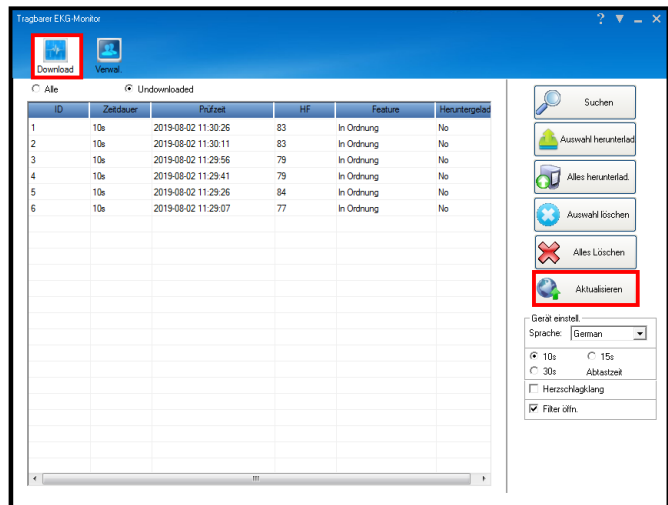 Tragbarer EKG-Monitor
Download Verwal.
Alle Undownloaded
ID Zeitdauer Prüfzeit HF Feature Heruntergelad
1 10s 2019-08-02 11:30:26 83 In Ordnung No
2 10s 2019-08-02 11:30:11 83 In Ordnung No
3 10s 2019-08-02 11:29:56 79 In Ordnung No
4 10s 2019-08-02 11:29:41 79 In Ordnung No
5 10s 2019-08-02 11:29:26 84 In Ordnung No
6 10s 2019-08-02 11:29:07 77 In Ordnung No
Suchen
Auswahl herunterlad
Alles herunterlad.
Auswahl löschen
Alles Löschen
Aktualisieren
Gerät einstell.
Sprache: German
10s 15s
30s Abtastzeit
Herzschlagklang
Filter öffn.